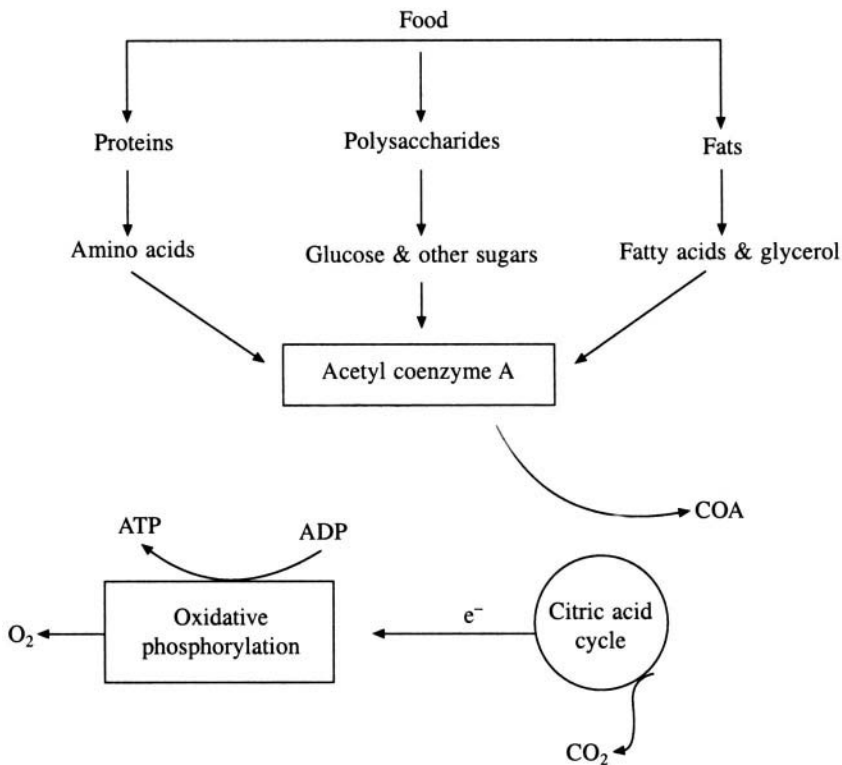 Food
Proteins
Polysaccharides
Fats
Amino acids
Glucose & other sugars
Fatty acids & glycerol
Acetyl coenzyme A
COA
ATP
ADP
Oxidative
phosphorylation
O₂
e⁻
Citric acid
cycle
CO₂